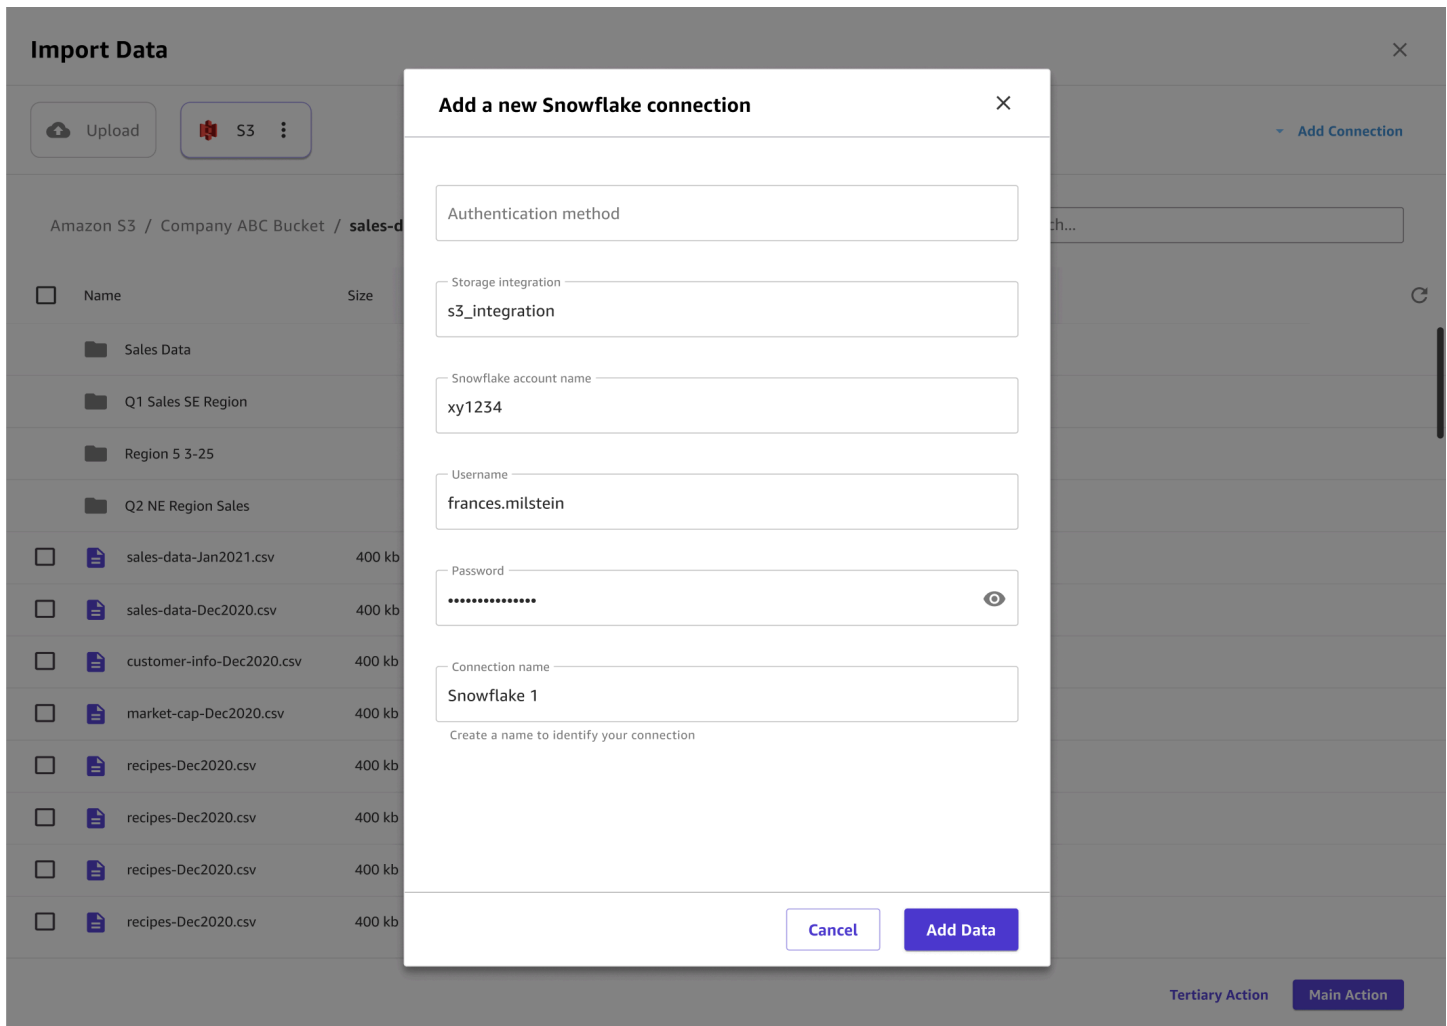 Import Data
Upload
S3
Add Connection
Amazon S3 / Company ABC Bucket / sales-d
ch...
Name Size
Sales Data
Q1 Sales SE Region
Region 5 3-25
Q2 NE Region Sales
sales-data-Jan2021.csv 400 kb
sales-data-Dec2020.csv 400 kb
customer-info-Dec2020.csv 400 kb
market-cap-Dec2020.csv 400 kb
recipes-Dec2020.csv 400 kb
recipes-Dec2020.csv 400 kb
recipes-Dec2020.csv 400 kb
recipes-Dec2020.csv 400 kb
Tertiary Action
Main Action
Add a new Snowflake connection
Authentication method
Storage integration
s3_integration
Snowflake account name
xy1234
Username
frances.milstein
Password
•••••••••••••••
Connection name
Snowflake 1
Create a name to identify your connection
Cancel
Add Data